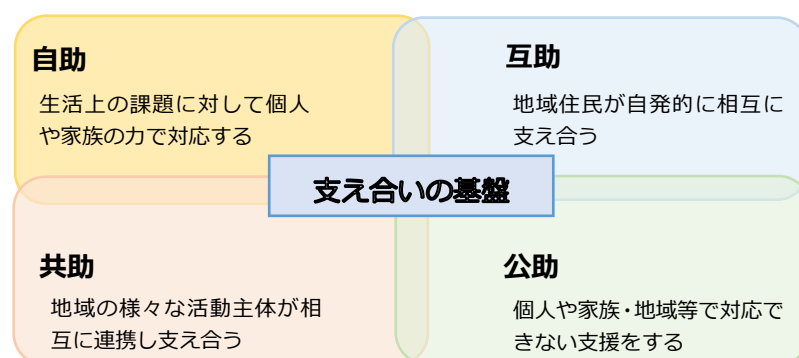 自助
生活上の課題に対して個人
や家族の力で対応する
互助
地域住民が自発的に相互に
支え合う
支え合いの基盤
共助
地域の様々な活動主体が相
互に連携し支え合う
公助
個人や家族・地域等で対応で
きない支援をする